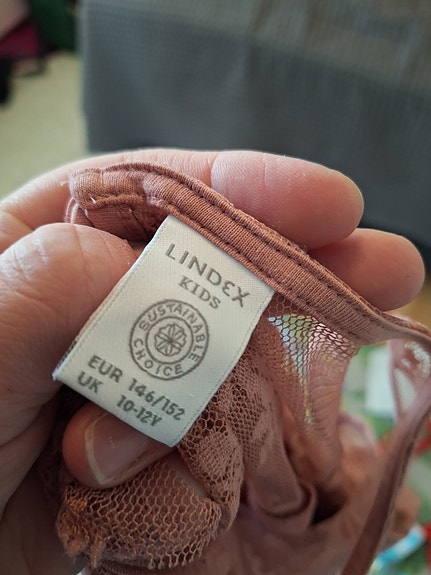 LINDEX
KIDS
SUSTAINABLE
CHOICE
EUR 146/152
UK 10-12Y